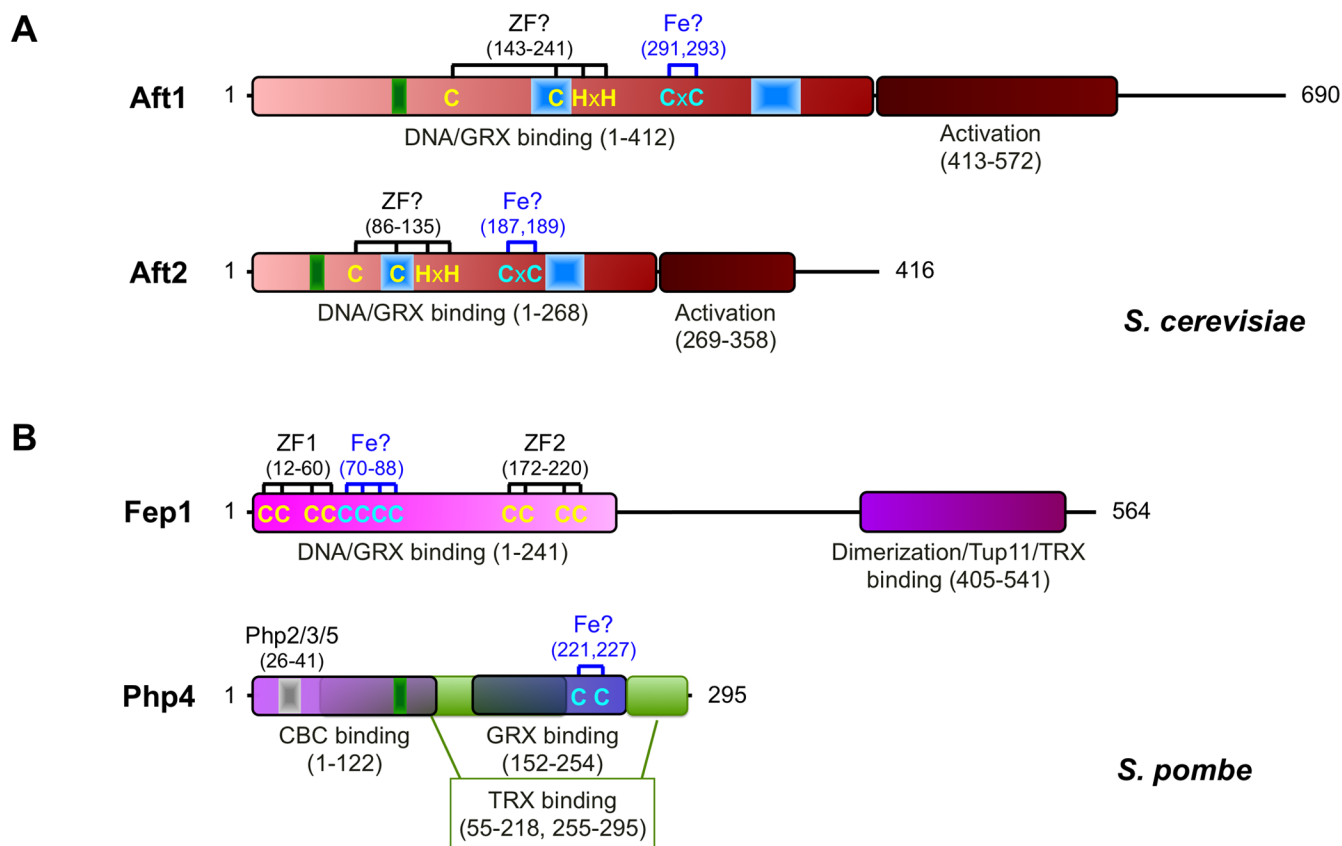 A
ZF?
(143-241)
Fe?
(291,293)
Aft1
1
C
C
HxH
CxC
690
DNA/GRX binding (1-412)
Activation
(413-572)
ZF?
(86-135)
Fe?
(187,189)
Aft2
1
C
C
HxH
CxC
416
DNA/GRX binding (1-268)
Activation
(269-358)
S. cerevisiae
B
ZF1
(12-60)
Fe?
(70-88)
ZF2
(172-220)
Fep1
1
CC
CCCCCC
CC
CC
564
DNA/GRX binding (1-241)
Dimerization/Tup11/TRX
binding (405-541)
Php2/3/5
(26-41)
Fe?
(221,227)
Php4
1
C C
295
CBC binding
(1-122)
GRX binding
(152-254)
TRX binding
(55-218, 255-295)
S. pombe